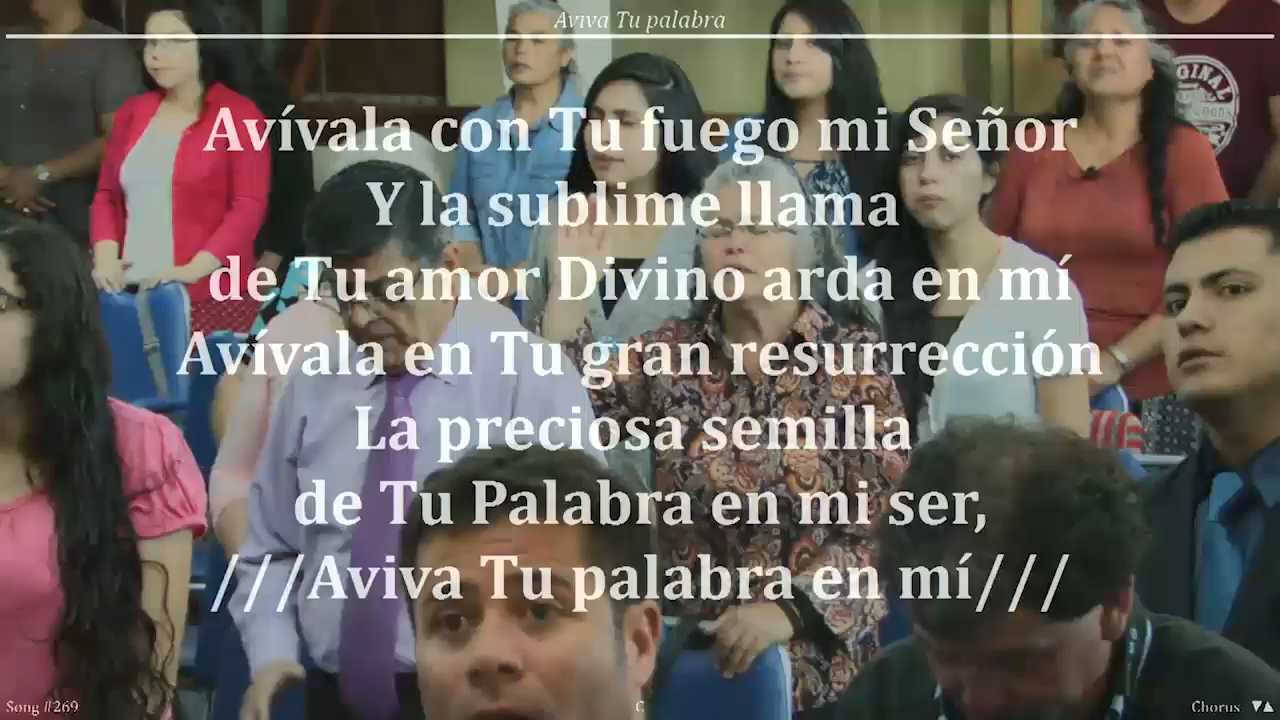 Aviva Tu palabra
Avívala con Tu fuego mi Señor
Y la sublime llama
de Tu amor Divino arda en mí
Avívala en Tu gran resurrección
La preciosa semilla
de Tu Palabra en mi ser,
///Aviva Tu palabra en mí///
Song #269
C
Chorus ▼▲